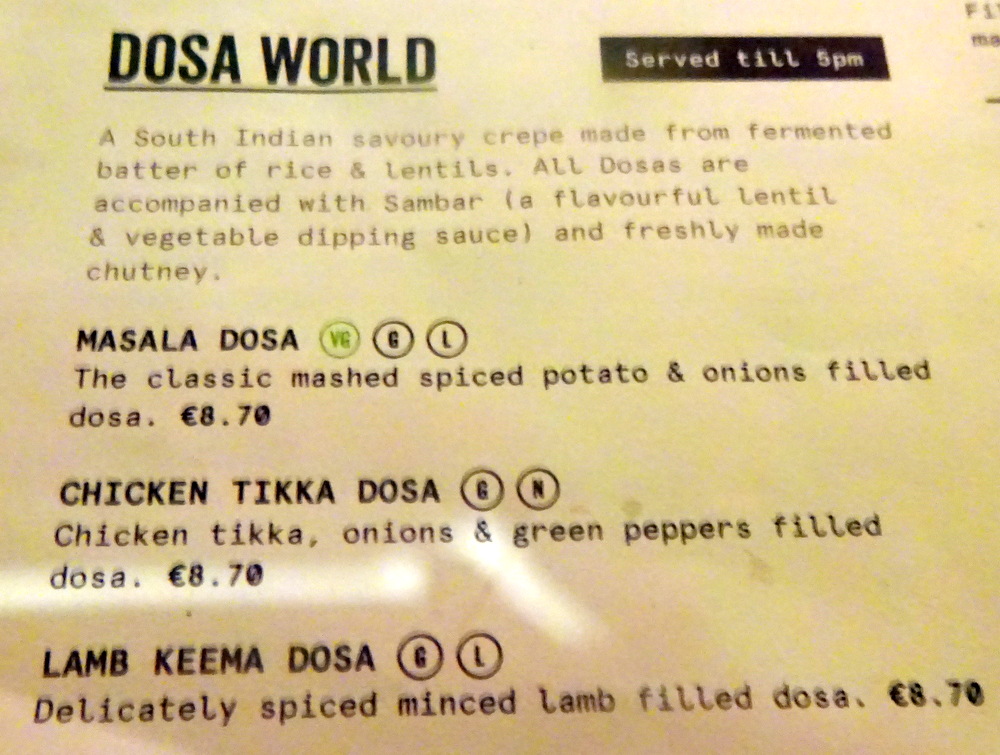 DOSA WORLD
Served till 5pm
A South Indian savoury crepe made from fermented
batter of rice & lentils. All Dosas are
accompanied with Sambar (a flavourful lentil
& vegetable dipping sauce) and freshly made
chutney.
MASALA DOSA VG G L
The classic mashed spiced potato & onions filled
dosa. €8.70
CHICKEN TIKKA DOSA G N
Chicken tikka, onions & green peppers filled
dosa. €8.70
LAMB KEEMA DOSA G L
Delicately spiced minced lamb filled dosa. €8.70